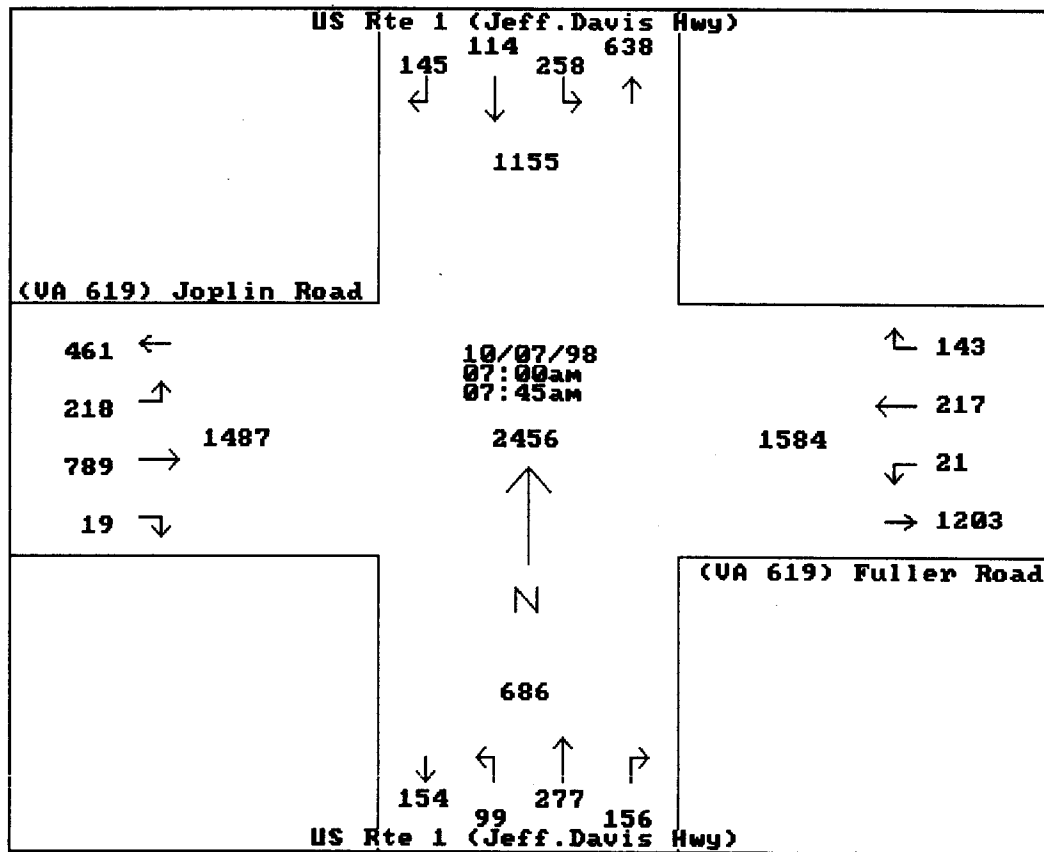 US Rte 1 (Jeff.Davis Hwy)
114 638
145 258
1155
(VA 619) Joplin Road
461
10/07/98
143
07:00am
07:45am
218
217
1487
2456
1584
789
21
19
1203
(VA 619) Fuller Road
N
686
154 277
99 156
US Rte 1 (Jeff.Davis Hwy)